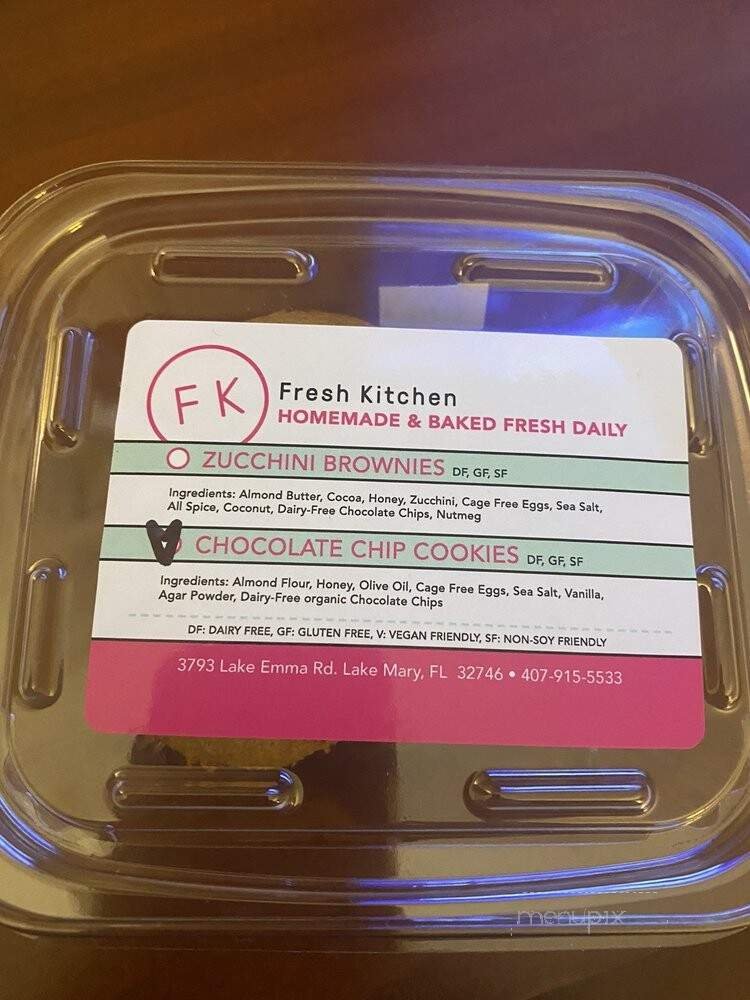 FK
Fresh Kitchen
HOMEMADE & BAKED FRESH DAILY
ZUCCHINI BROWNIES DF, GF, SF
Ingredients: Almond Butter, Cocoa, Honey, Zucchini, Cage Free Eggs, Sea Salt,
All Spice, Coconut, Dairy-Free Chocolate Chips, Nutmeg
CHOCOLATE CHIP COOKIES DF, GF, SF
Ingredients: Almond Flour, Honey, Olive Oil, Cage Free Eggs, Sea Salt, Vanilla,
Agar Powder, Dairy-Free organic Chocolate Chips
DF: DAIRY FREE, GF: GLUTEN FREE, V: VEGAN FRIENDLY, SF: NON-SOY FRIENDLY
3793 Lake Emma Rd. Lake Mary, FL 32746 • 407-915-5533
menupix